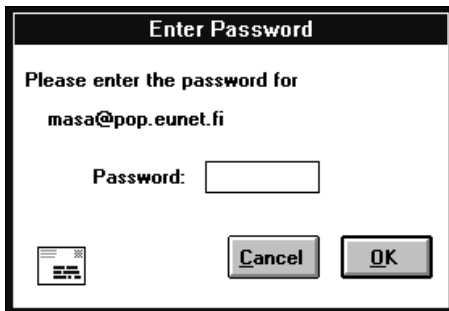 Enter Password
Please enter the password for
masa@pop.eunet.fi
Password:
Cancel OK